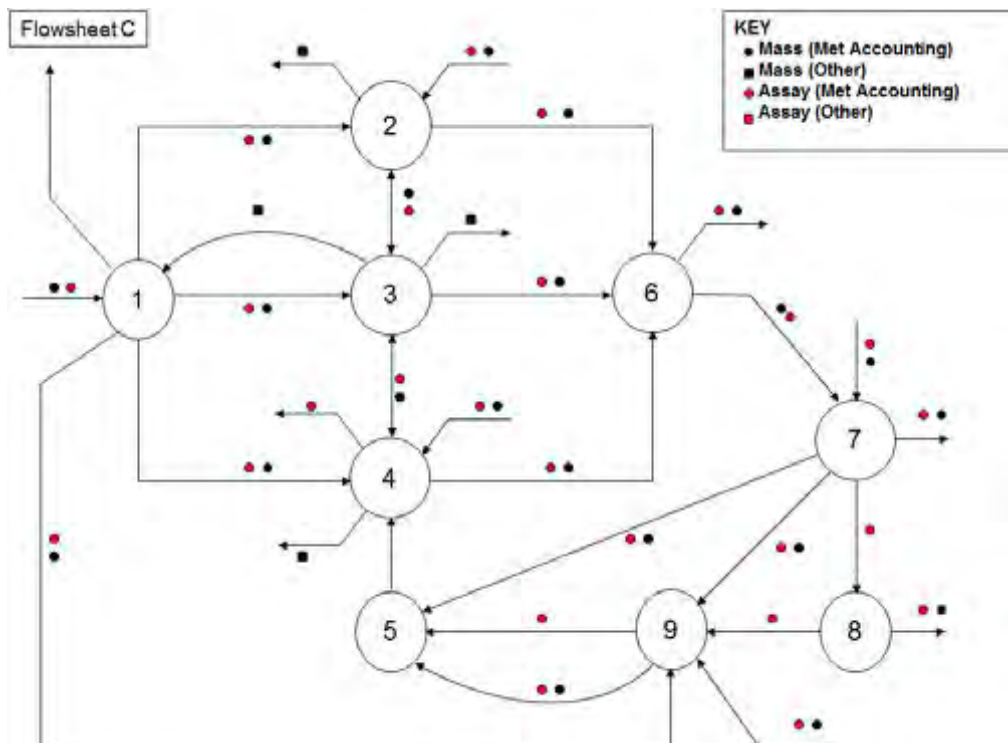 Flowsheet C
KEY
Mass (Met Accounting)
Mass (Other)
Assay (Met Accounting)
Assay (Other)
2
1
3
6
4
7
5
9
8